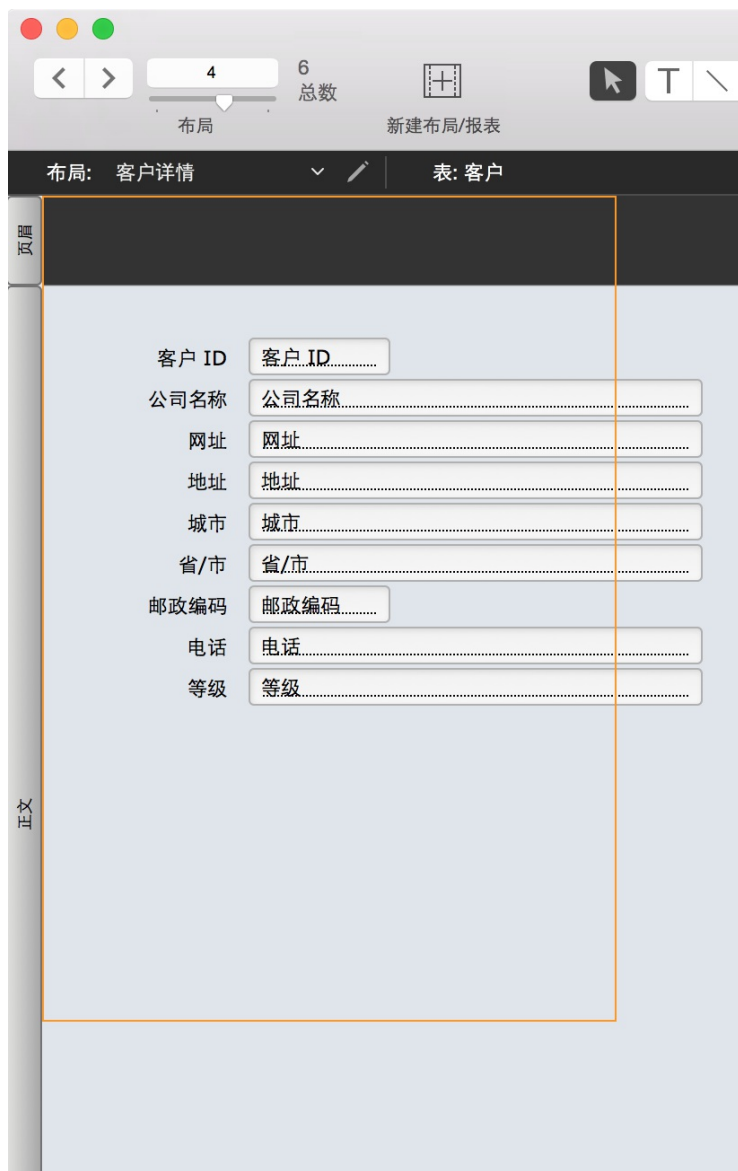 4
6
总数
布局
新建布局/报表
T
布局: 客户详情
表: 客户
页眉
客户 ID 客户 ID
公司名称 公司名称
网址 网址
地址 地址
城市 城市
省/市 省/市
邮政编码 邮政编码
电话 电话
等级 等级
正文